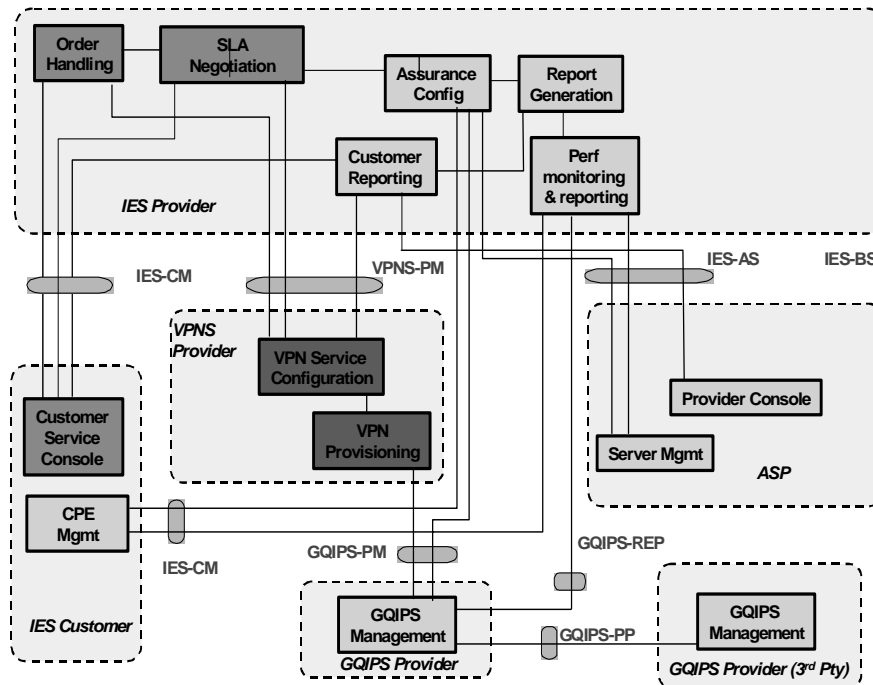 Order
Handling
SLA
Negotiation
Assurance
Config
Report
Generation
Customer
Reporting
Perf
monitoring
& reporting
IES Provider
IES-CM
VPNS-PM
IES-AS
IES-BS
VPNS
Provider
VPN Service
Configuration
VPN
Provisioning
Provider Console
Server Mgmt
ASP
Customer
Service
Console
CPE
Mgmt
IES-CM
IES Customer
GQIPS-PM
GQIPS-REP
GQIPS
Management
GQIPS Provider
GQIPS-PP
GQIPS
Management
GQIPS Provider (3rd Pty)